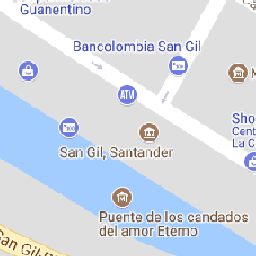 Guanentino
Bancolombia San Gil
ATM
Sho
Cent
La C
San Gil, Santander
Puente de los candados
del amor Eterno
San Gil